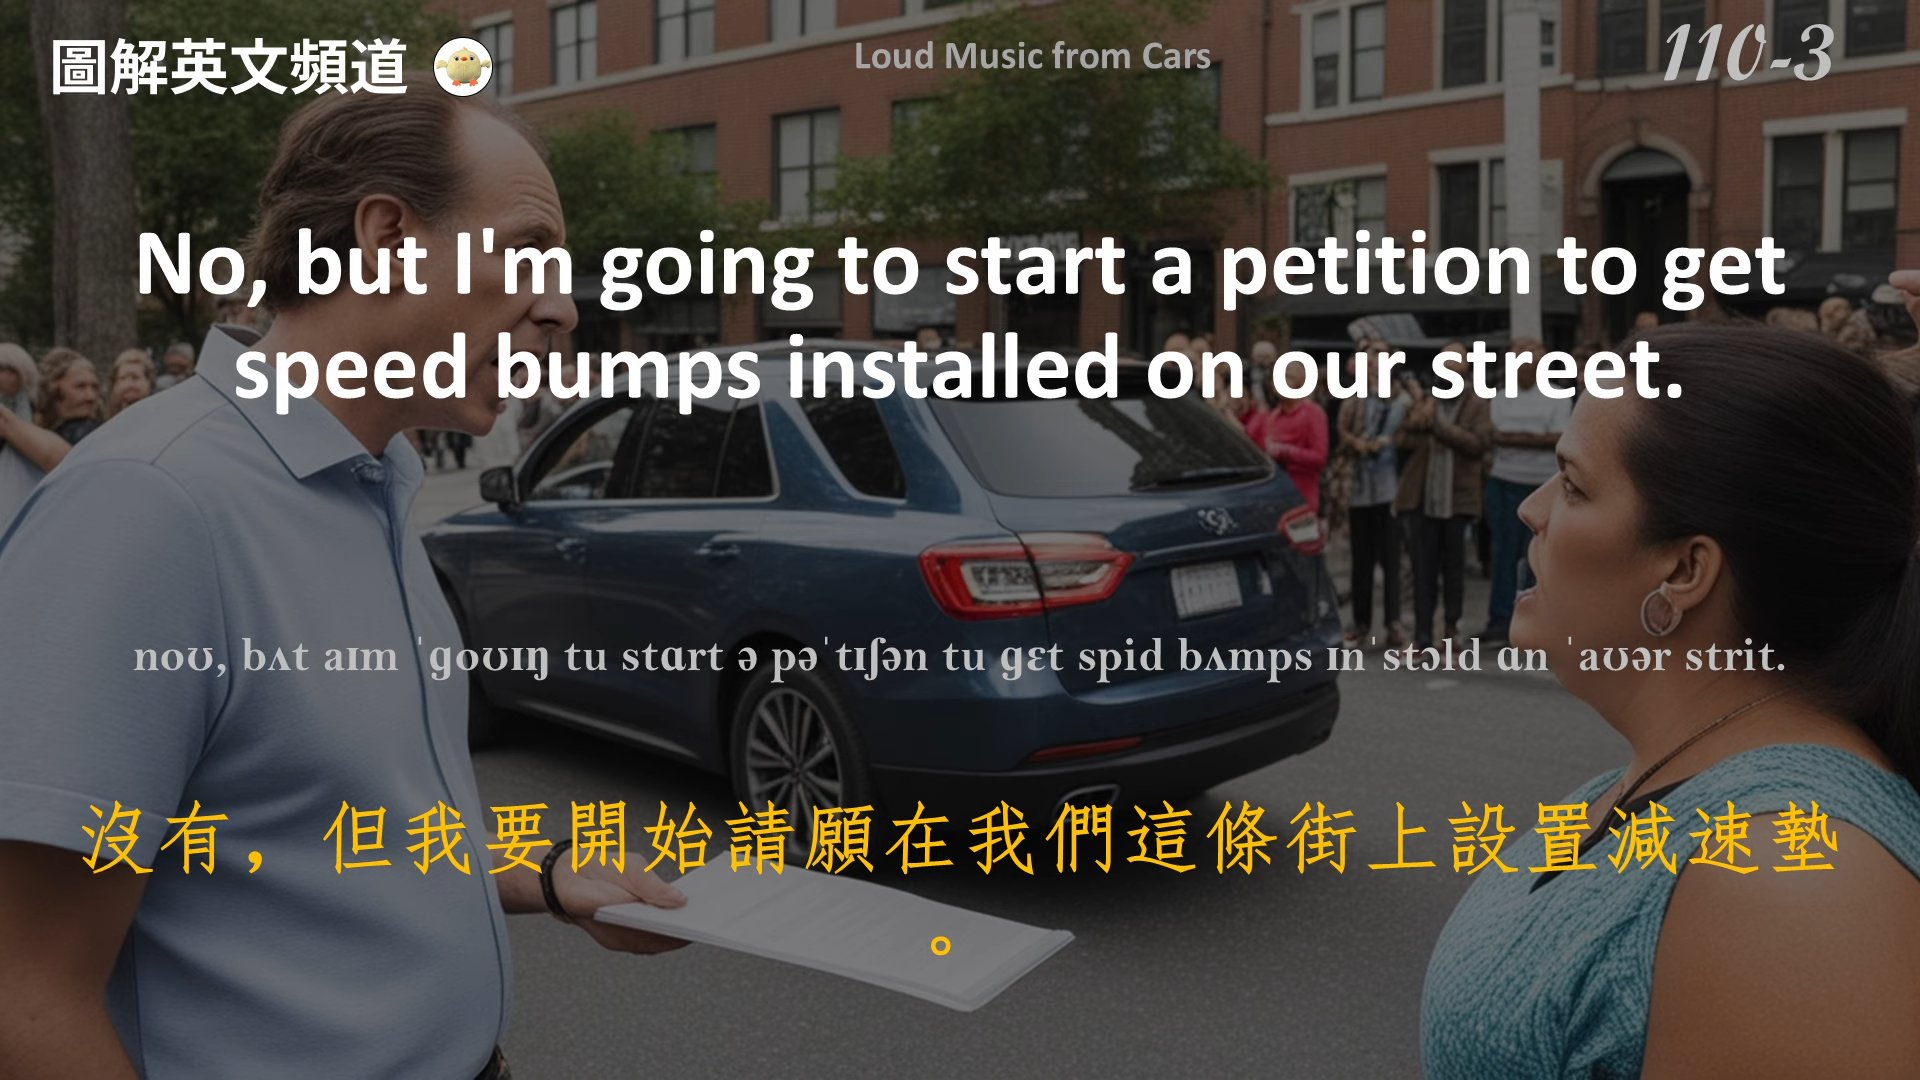 圖解英文頻道
Loud Music from Cars
110-3
No, but I'm going to start a petition to get
speed bumps installed on our street.
noʊ, bʌt aɪm ˈɡoʊɪŋ tu stɑrt ə pəˈtɪʃən tu ɡɛt spid bʌmps ɪnˈstɔld ɑn ˈaʊər strit.
沒有，但我要開始請願在我們這條街上設置減速墊
。